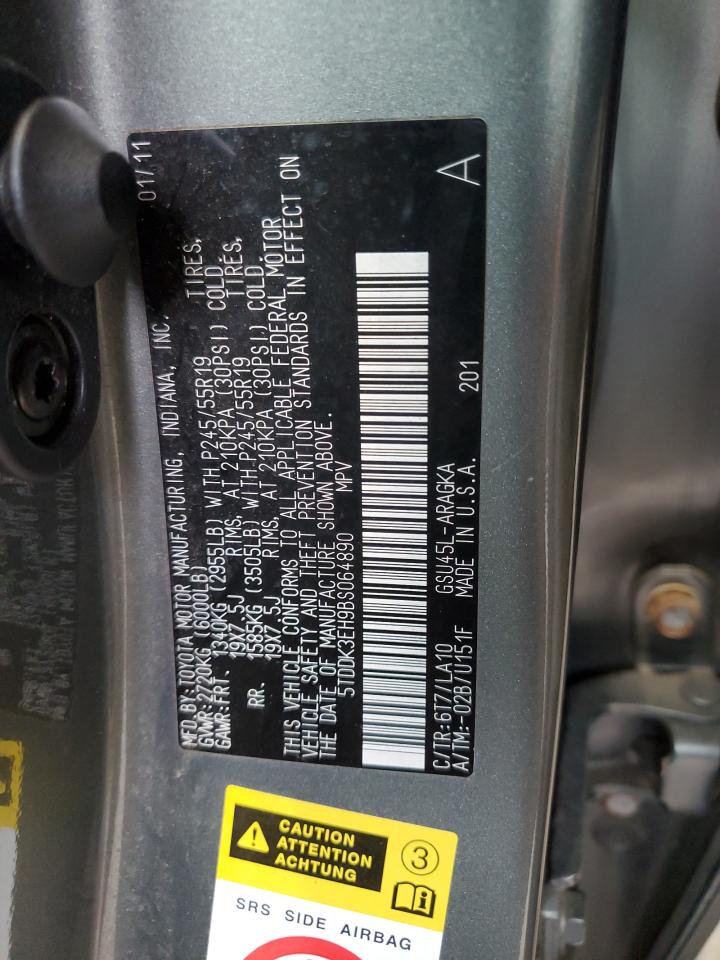 MFD. BY: TOYOTA MOTOR MANUFACTURING, INDIANA, INC. 01/11
GVWR: 2720KG (6000LB)
GAWR: FRT. 1340KG (2955LB) WITH P245/55R19 TIRES,
19X7.5J RIMS, AT 210KPA (30PSI) COLD
RR. 1585KG (3505LB) WITH P245/55R19 TIRES,
19X7.5J RIMS, AT 210KPA (30PSI) COLD.
THIS VEHICLE CONFORMS TO ALL APPLICABLE FEDERAL MOTOR
VEHICLE SAFETY AND THEFT PREVENTION STANDARDS IN EFFECT ON
THE DATE OF MANUFACTURE SHOWN ABOVE.
5TDDK3EH9BS064890 MPV
C/TR:617/LA10 GSU45L-ARAGKA
A/TM:-02B/U151F MADE IN U.S.A. 201 A
CAUTION
ATTENTION
ACHTUNG
3
SRS SIDE AIRBAG